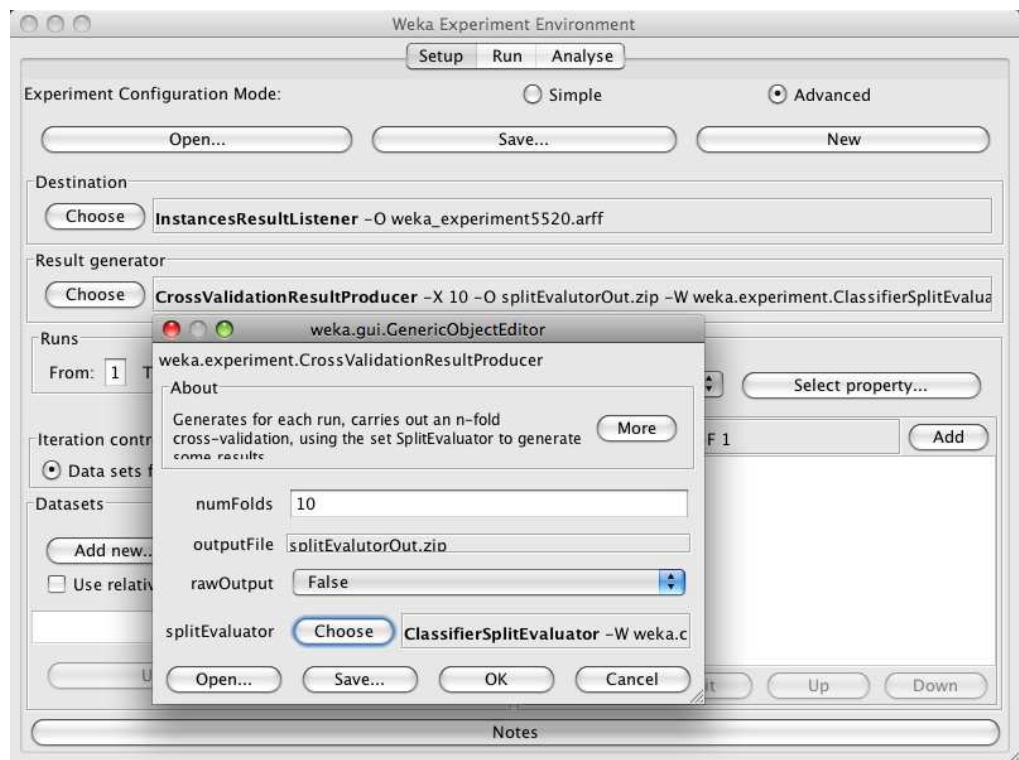 Weka Experiment Environment
Setup Run Analyse
Experiment Configuration Mode: Simple Advanced
Open... Save... New
Destination
Choose InstancesResultListener -O weka_experiment5520.arff
Result generator
Choose CrossValidationResultProducer -X 10 -O splitEvalutorOut.zip -W weka.experiment.ClassifierSplitEvalua
Runs
From: 1 T
Select property...
Iteration contr
Data sets f
F 1 Add
Datasets
Add new..
Use relativ
U
Up Down
Notes
weka.gui.GenericObjectEditor
weka.experiment.CrossValidationResultProducer
About
Generates for each run, carries out an n-fold
cross-validation, using the set SplitEvaluator to generate
some results
More
numFolds 10
outputFile splitEvalutorOut.zip
rawOutput False
splitEvaluator Choose ClassifierSplitEvaluator -W weka.c
Open... Save... OK Cancel